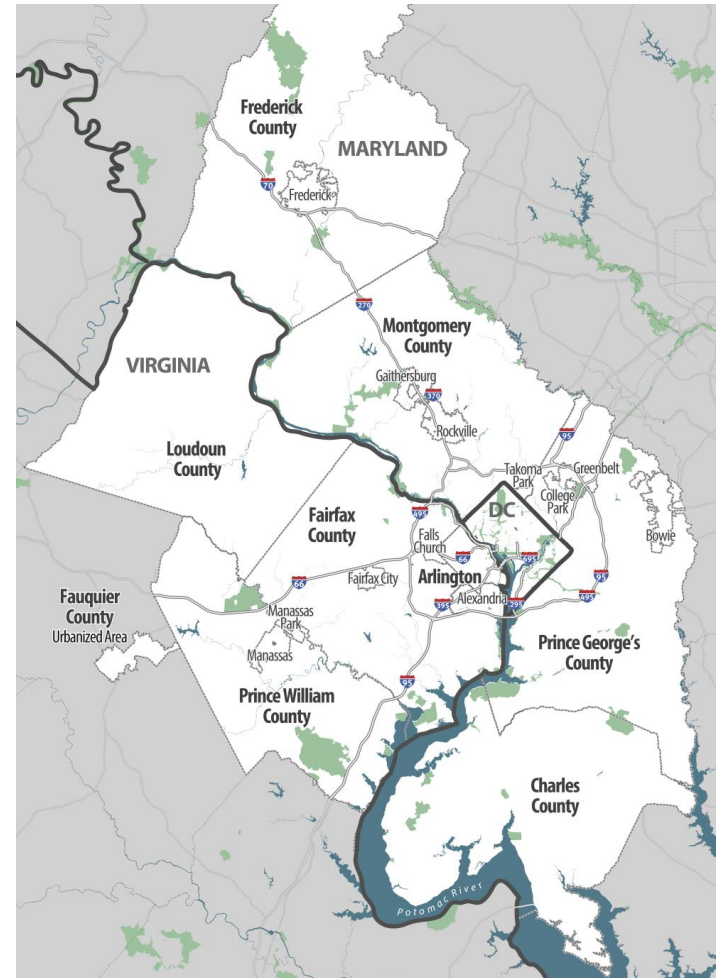 Frederick
County
MARYLAND
70
Frederick
270
Montgomery
County
VIRGINIA
Gaithersburg
370
Rockville
95
Loudoun
County
Takoma
Park
Greenbelt
College
Park
DC
Bowie
495
Fairfax
County
Falls
Church
66
695
95
66
Fairfax City
Arlington
395
Alexandria
295
495
Fauquier
County
Urbanized Area
Manassas
Park
Manassas
Prince George's
County
95
Prince William
County
Charles
County
Potomac River